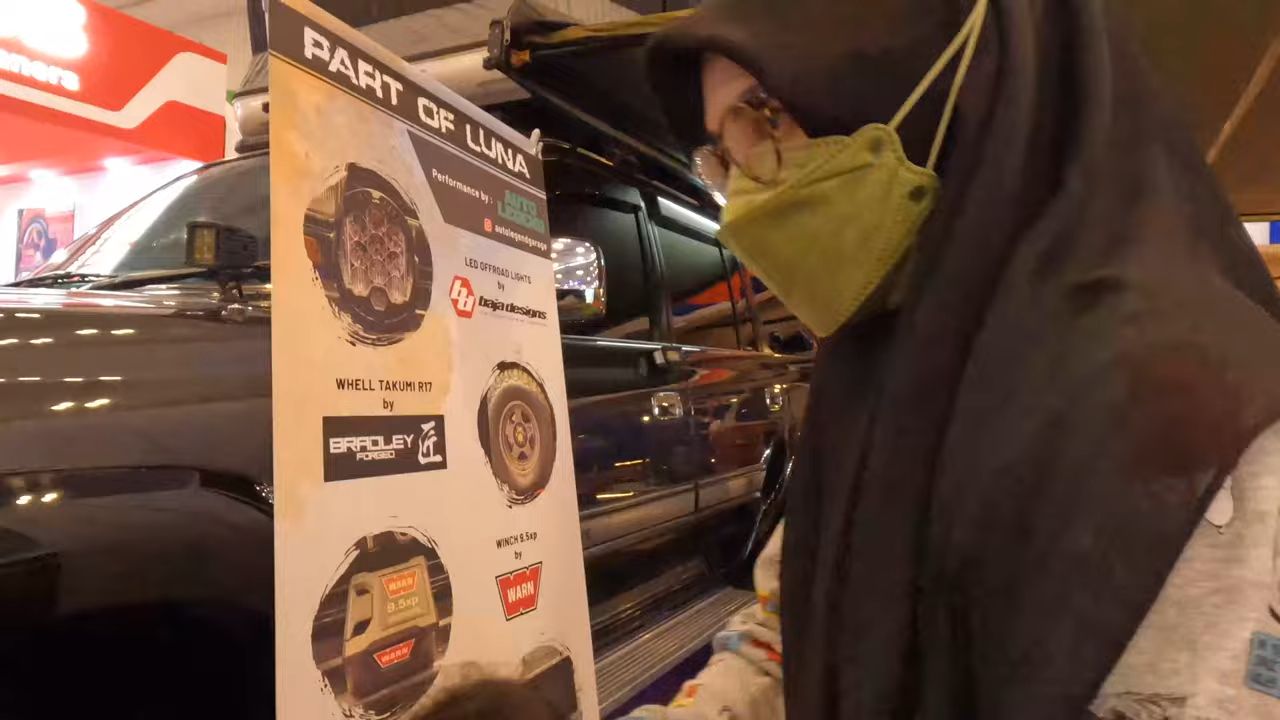 ners
PART OF LUNA
Performance by :
AUTO
LEGEND
autolegendgarage
LED OFFROAD LIGHTS
by
baja designs
WHELL TAKUMI R17
by
BRADLEY 匠
FORGED
WINCH 9.5xp
by
WARN
WARN
9.5xp
WARN